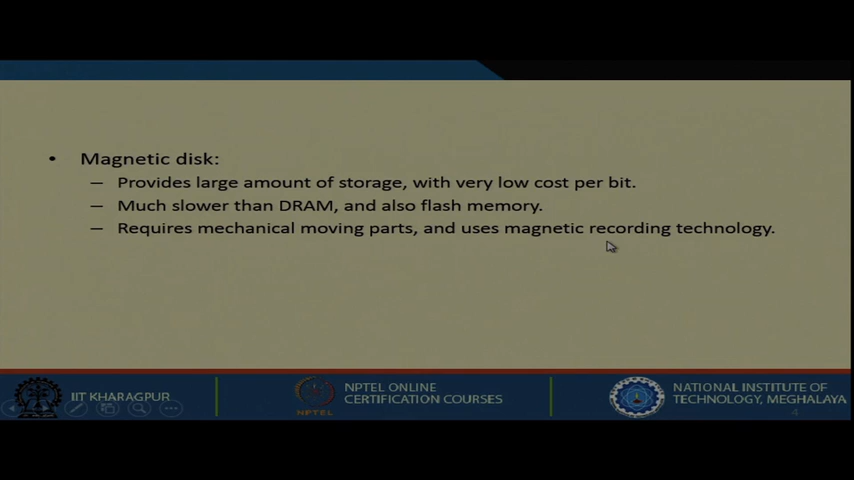 • Magnetic disk:
– Provides large amount of storage, with very low cost per bit.
– Much slower than DRAM, and also flash memory.
– Requires mechanical moving parts, and uses magnetic recording technology.
IIT KHARAGPUR
NPTEL
NPTEL ONLINE
CERTIFICATION COURSES
NATIONAL INSTITUTE OF
TECHNOLOGY, MEGHALAYA
4